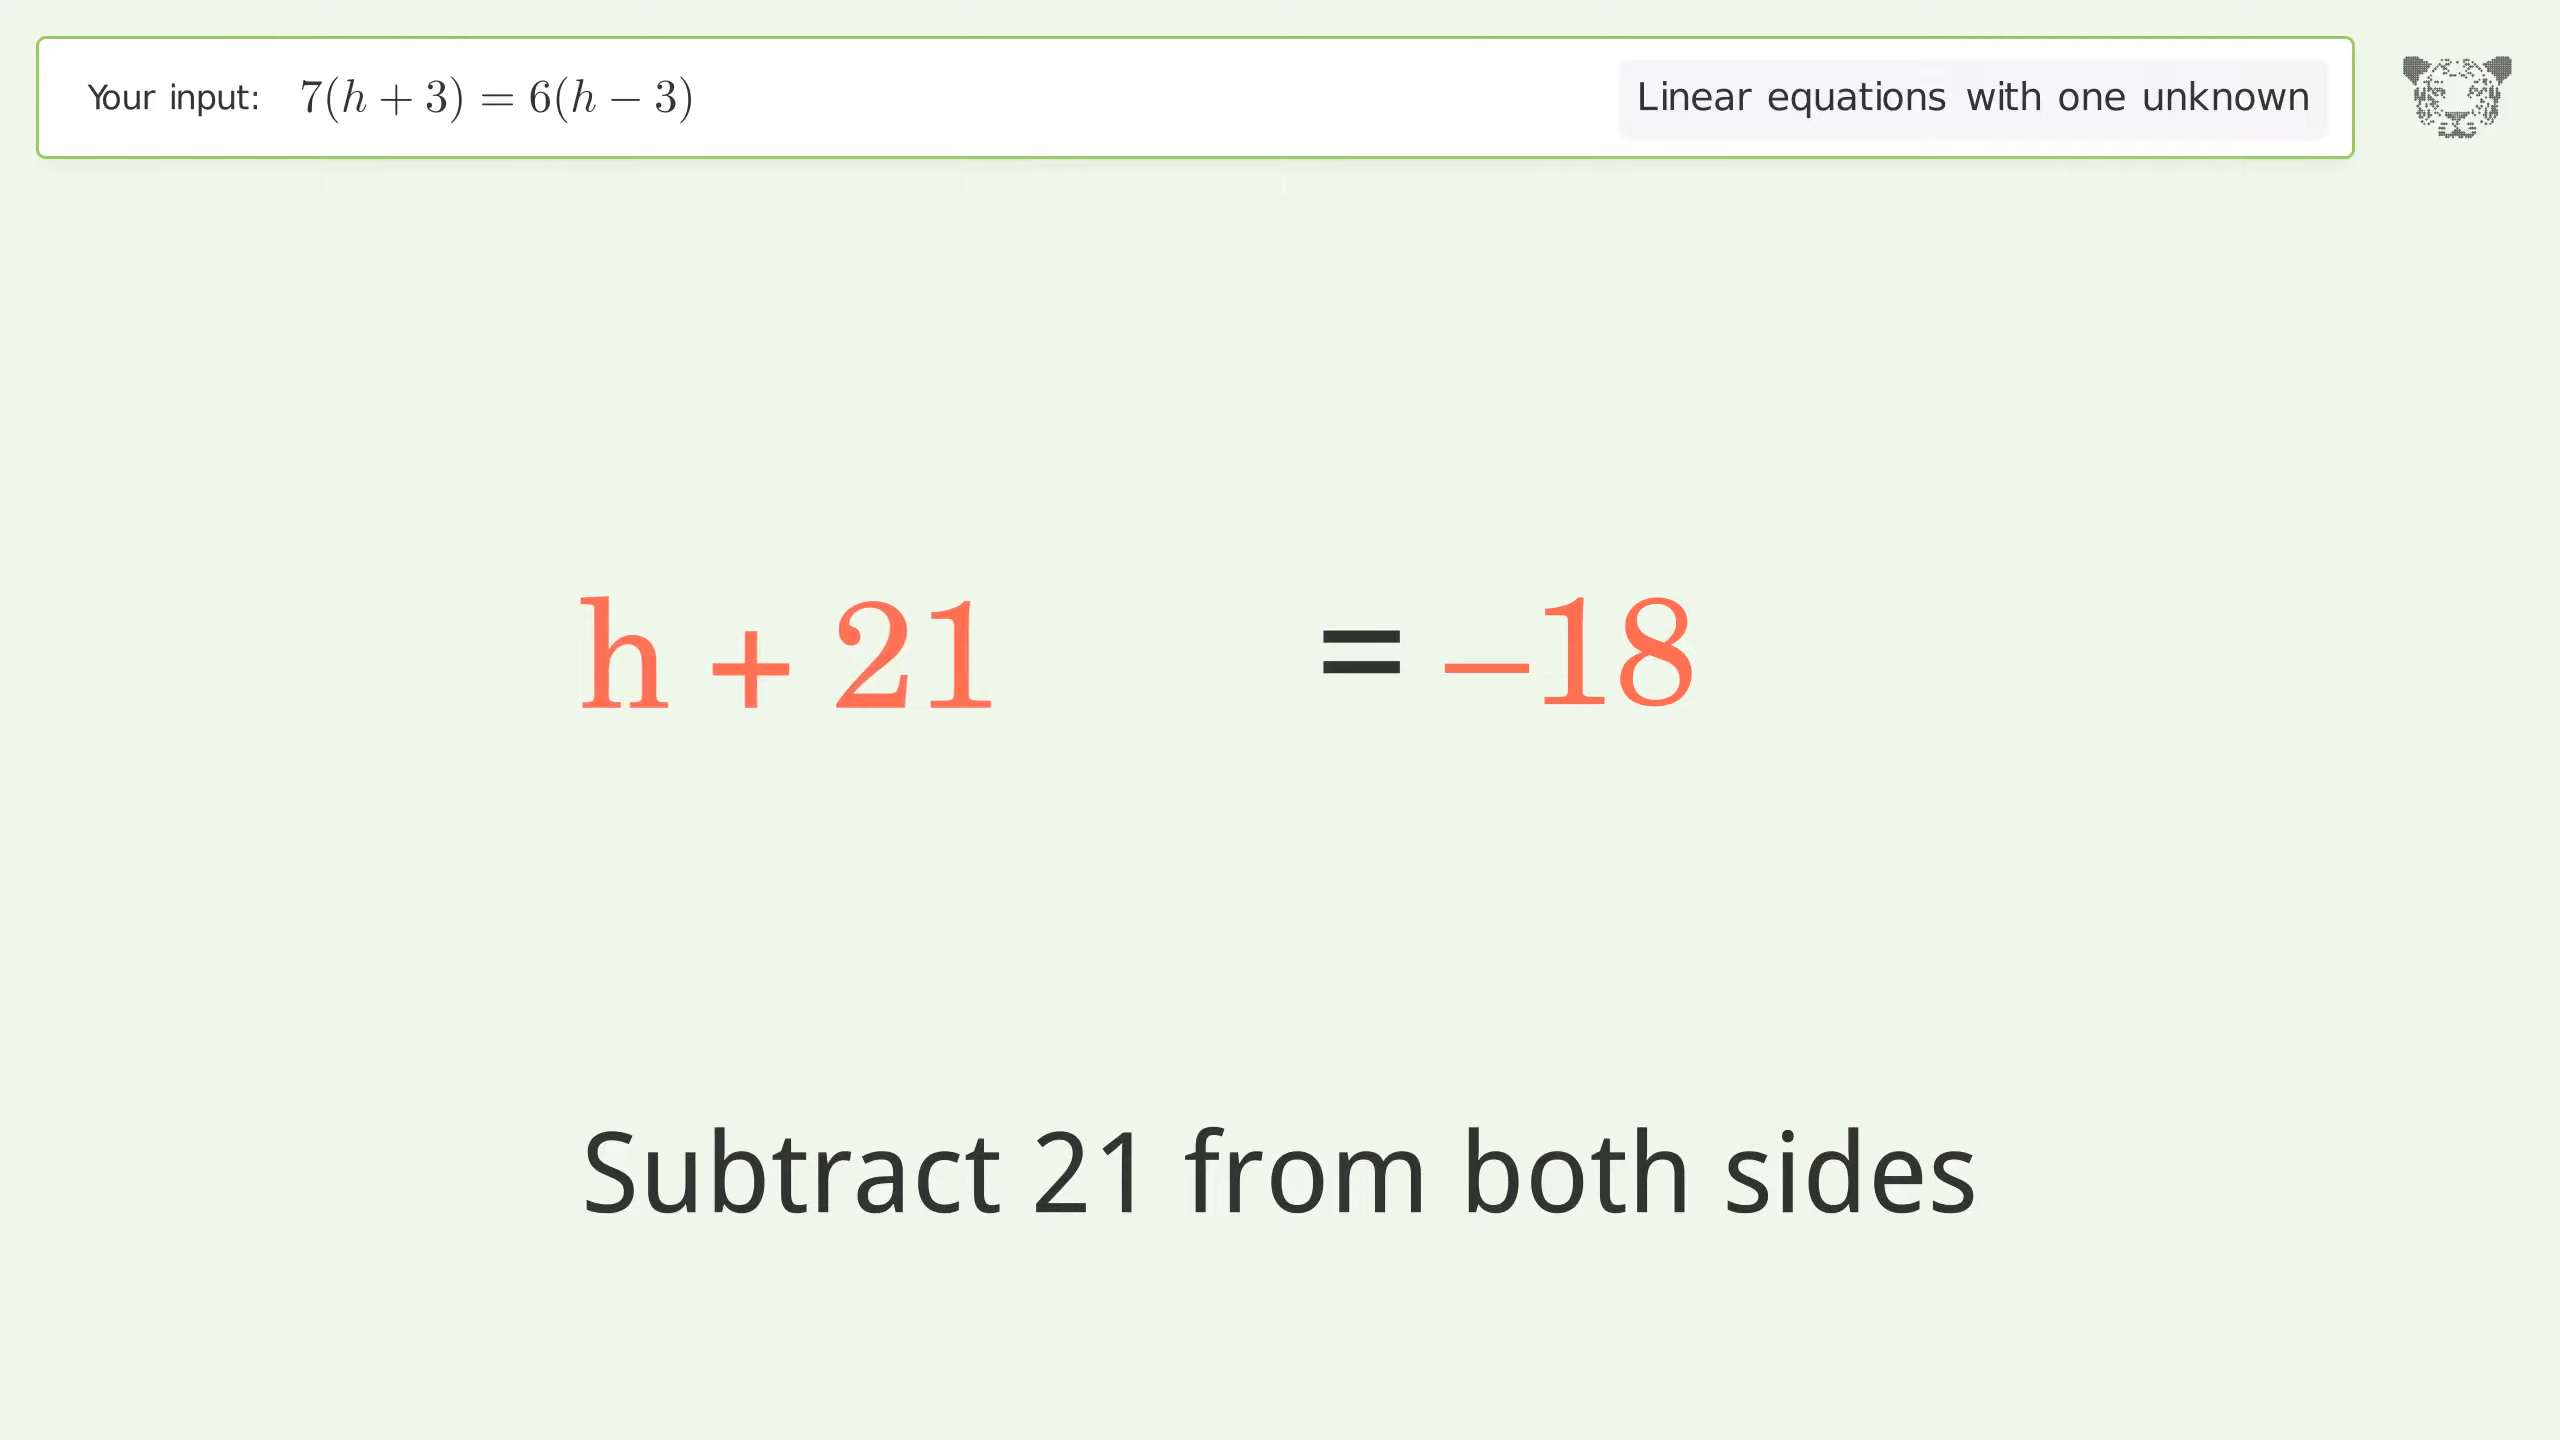 Your input: 7(h + 3) = 6(h − 3)
Linear equations with one unknown
h + 21 = −18
Subtract 21 from both sides